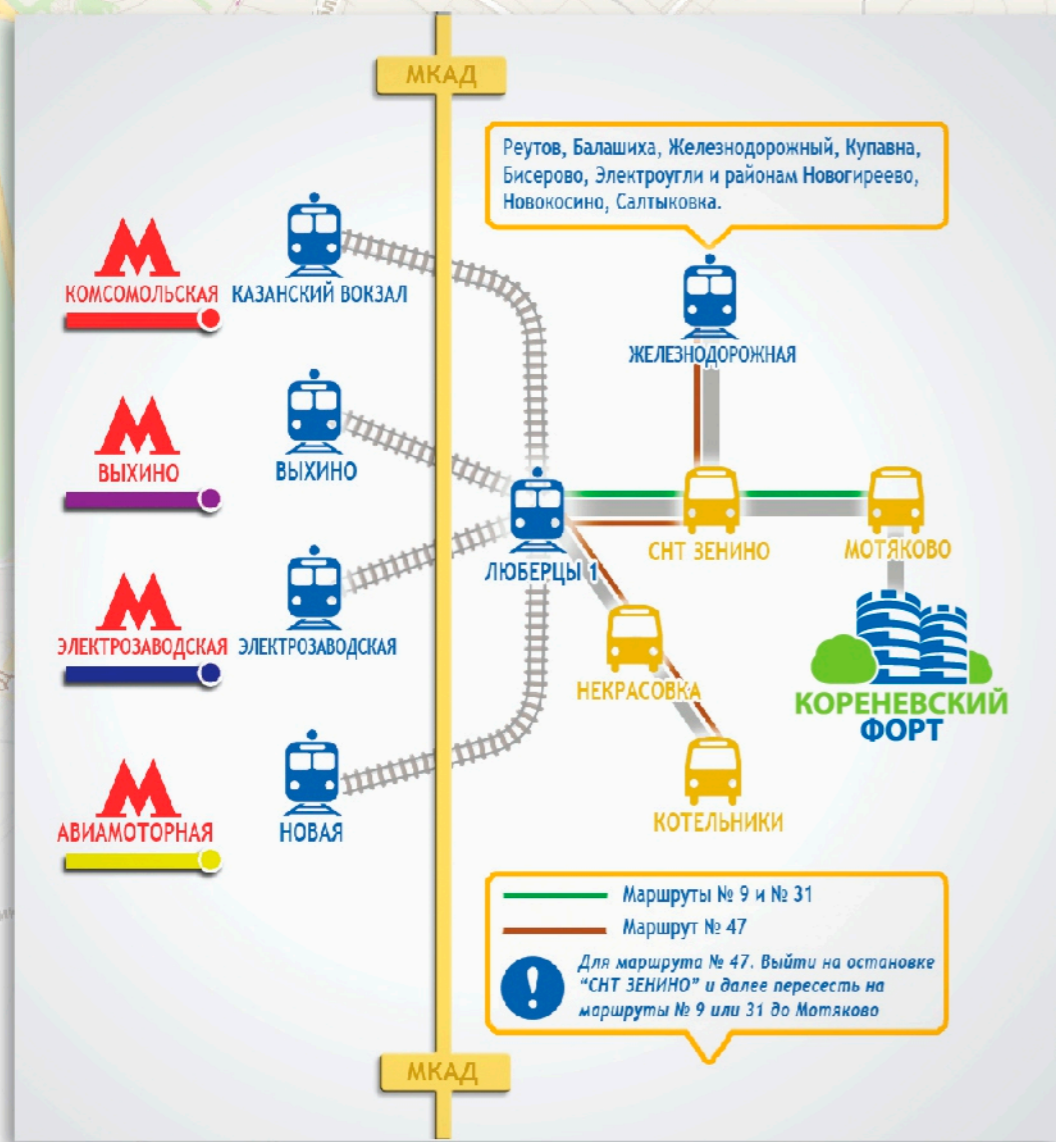 МКАД
Реутов, Балашиха, Железнодорожный, Купавна,
Бисерово, Электроугли и районам Новогиреево,
Новокосино, Салтыковка.
КОМСОМОЛЬСКАЯ
КАЗАНСКИЙ ВОКЗАЛ
ЖЕЛЕЗНОДОРОЖНАЯ
ВЫХИНО
ВЫХИНО
ЛЮБЕРЦЫ 1
СНТ ЗЕНИНО
МОТЯКОВО
ЭЛЕКТРОЗАВОДСКАЯ
ЭЛЕКТРОЗАВОДСКАЯ
НЕКРАСОВКА
КОРЕНЕВСКИЙ
ФОРТ
АВИАМОТОРНАЯ
НОВАЯ
КОТЕЛЬНИКИ
Маршруты № 9 и № 31
Маршрут № 47
!
Для маршрута № 47. Выйти на остановке
"СНТ ЗЕНИНО" и далее пересесть на
маршруты № 9 или 31 до Мотяково
МКАД